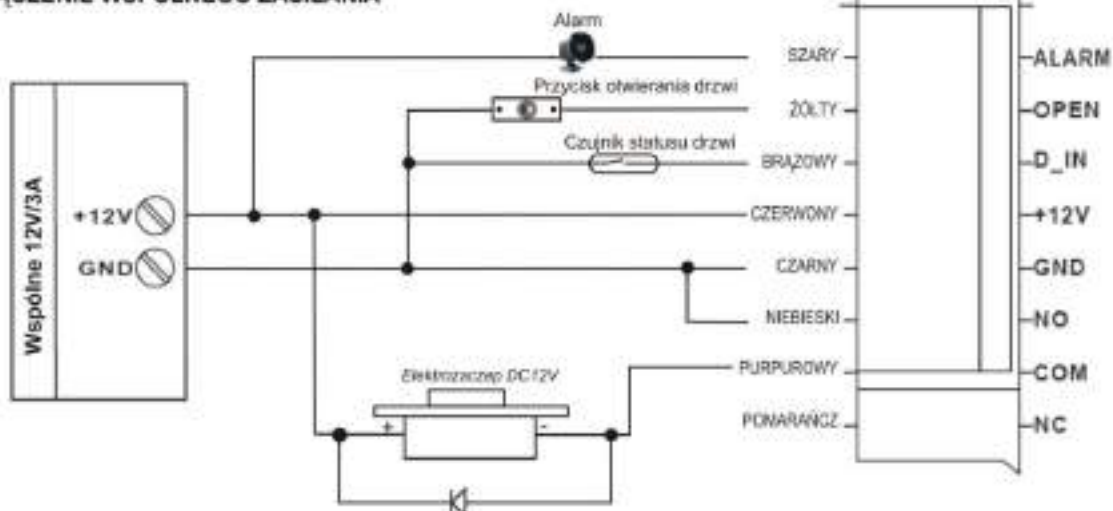 Alarm
SZARY
ALARM
Przycisk otwierania drzwi
ŻÓŁTY
OPEN
Czujnik statusu drzwi
BRĄZOWY
D_IN
Wspólne 12V/3A
+12V
CZERWONY
+12V
GND
CZARNY
GND
NIEBIESKI
NO
Elektrozaczep DC12V
PURPUROWY
COM
+ -
POMARAŃCZ
NC